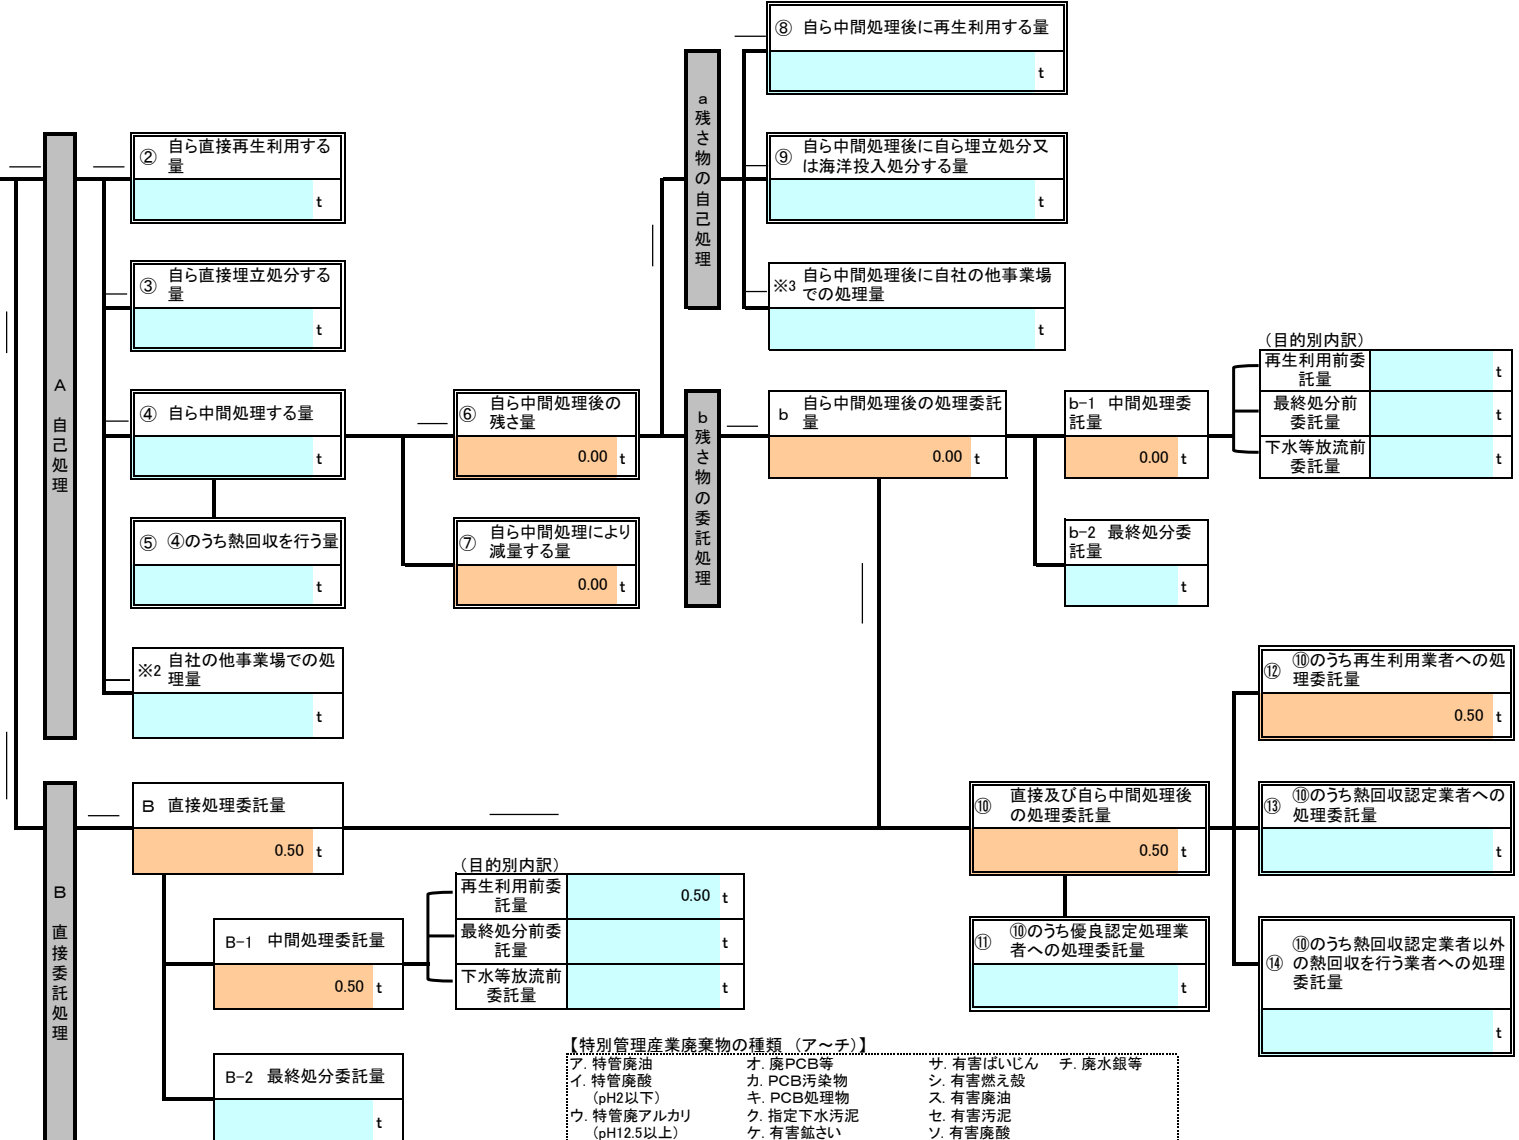 ⑧ 自ら中間処理後に再生利用する量
t
a 残さ物の自己処理
② 自ら直接再生利用する
量
t
⑨ 自ら中間処理後に自ら埋立処分又
は海洋投入処分する量
t
③ 自ら直接埋立処分する
量
t
※3 自ら中間処理後に自社の他事業場
での処理量
t
A 自己処理
④ 自ら中間処理する量
t
⑥ 自ら中間処理後の
残さ量
0.00 t
b 残さ物の委託処理
b 自ら中間処理後の処理委託
量
0.00 t
b-1 中間処理委
託量
0.00 t
(目的別内訳)
再生利用前委
託量
t
最終処分前
委託量
t
下水等放流前
委託量
t
⑤ ④のうち熱回収を行う量
t
⑦ 自ら中間処理により
減量する量
0.00 t
b-2 最終処分委
託量
t
※2 自社の他事業場での処
理量
t
⑫ ⑩のうち再生利用業者への処
理委託量
0.50 t
B 直接委託処理
B 直接処理委託量
0.50 t
⑩ 直接及び自ら中間処理後
の処理委託量
0.50 t
⑬ ⑩のうち熱回収認定業者への
処理委託量
t
B-1 中間処理委託量
0.50 t
(目的別内訳)
再生利用前委
託量
0.50 t
最終処分前委
託量
t
下水等放流前
委託量
t
⑪ ⑩のうち優良認定処理業
者への処理委託量
t
⑭ ⑩のうち熱回収認定業者以外
の熱回収を行う業者への処理
委託量
t
B-2 最終処分委託量
t
【特別管理産業廃棄物の種類 (ア～チ)】
ア. 特管廃油 オ. 廃PCB等 サ. 有害ばいじん チ. 廃水銀等
イ. 特管廃酸 カ. PCB汚染物 シ. 有害燃え殻
(pH2以下) キ. PCB処理物 ス. 有害廃油
ウ. 特管廃アルカリ ク. 指定下水汚泥 セ. 有害汚泥
(pH12.5以上) ケ. 有害鉱さい ソ. 有害廃酸